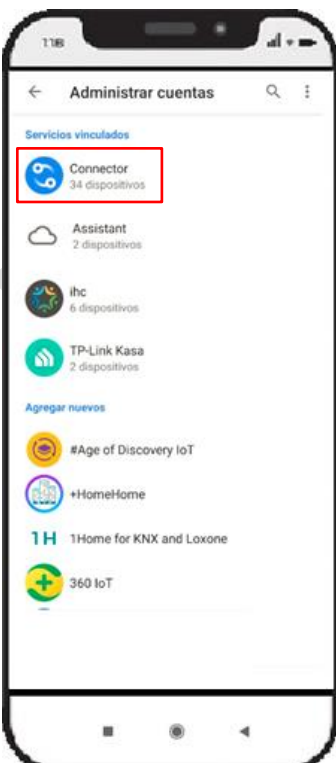 11:8
Administrar cuentas
Servicios vinculados
Connector
34 dispositivos
Assistant
2 dispositivos
ihc
6 dispositivos
TP-Link Kasa
2 dispositivos
Agregar nuevos
#Age of Discovery IoT
+HomeHome
1H 1Home for KNX and Loxone
360 IoT